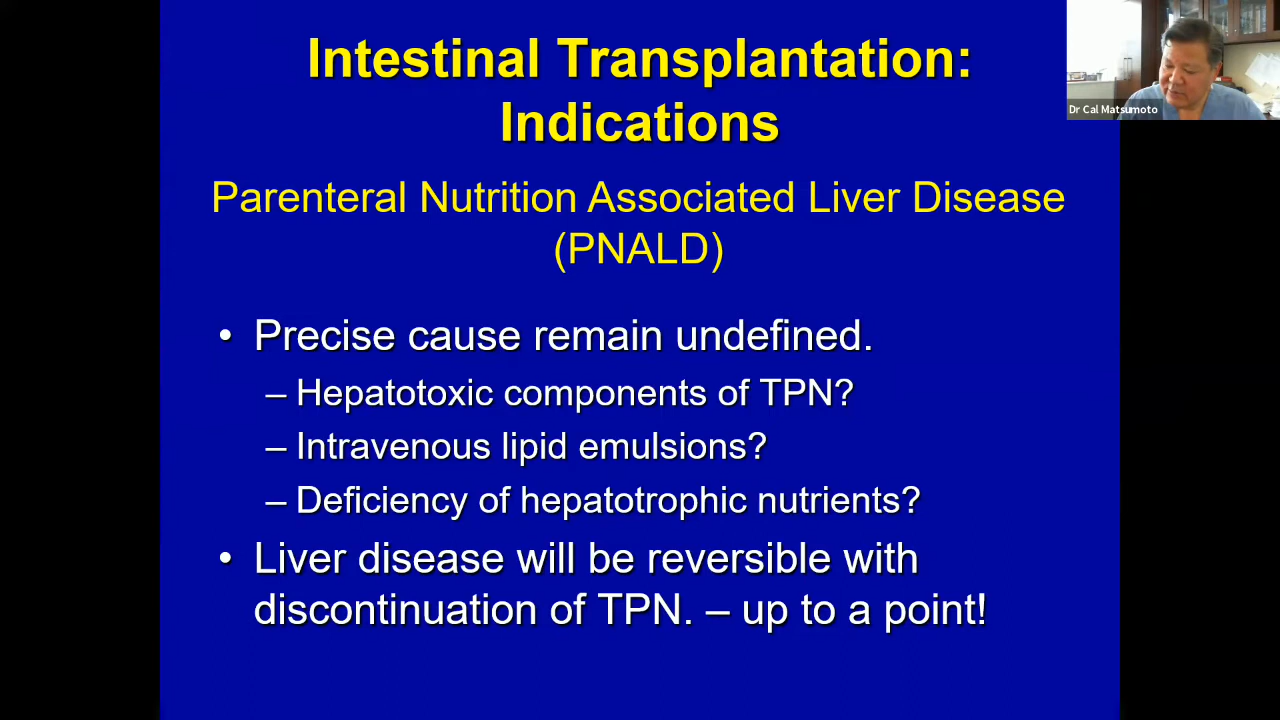 Intestinal Transplantation:
Indications
Parenteral Nutrition Associated Liver Disease
(PNALD)
• Precise cause remain undefined.
– Hepatotoxic components of TPN?
– Intravenous lipid emulsions?
– Deficiency of hepatotrophic nutrients?
• Liver disease will be reversible with
discontinuation of TPN. – up to a point!
Dr Cal Matsumoto